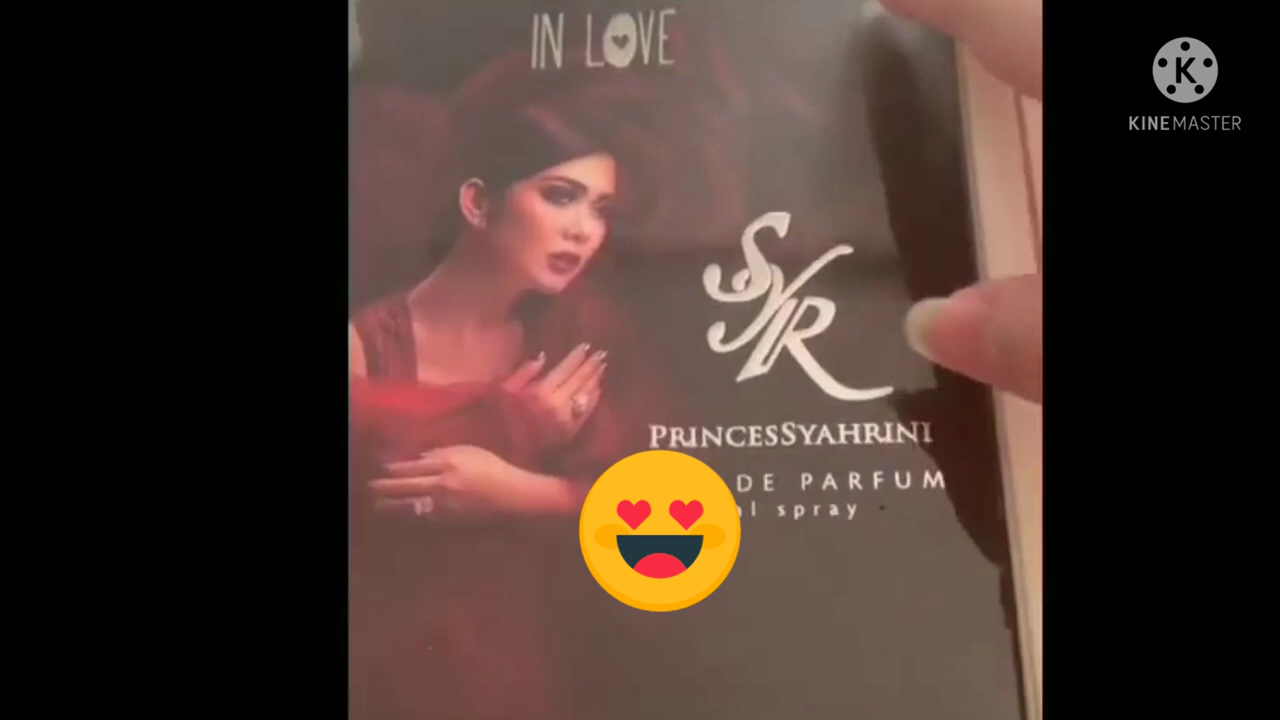 IN LOVE
K
KINEMASTER
SYR
PRINCESSYAHRINI
DE PARFUM
spray